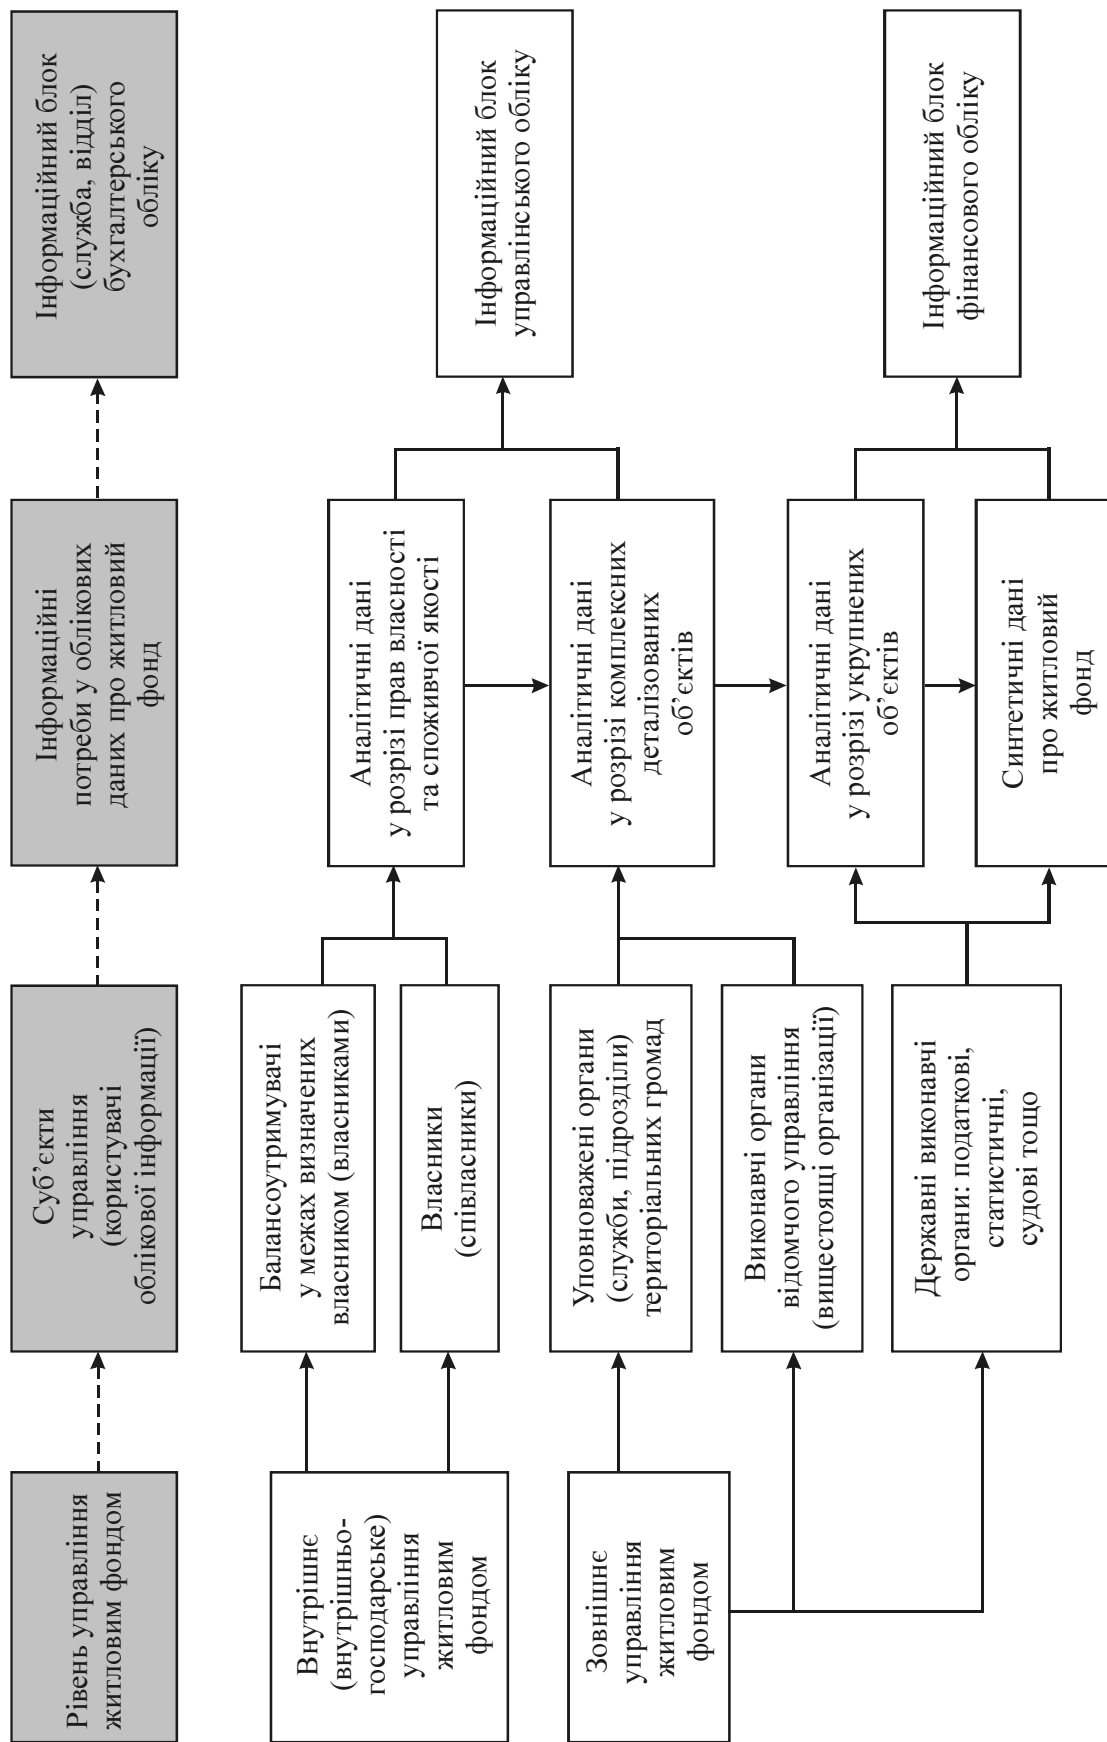 Рівень управління
житловим фондом
Суб’єкти
управління
(користувачі
облікової інформації)
Інформаційні
потреби у облікових
даних про житловий
фонд
Інформаційний блок
(служба, відділ)
бухгалтерського
обліку
Внутрішнє
(внутрішньо-
господарське)
управління
житловим
фондом
Балансоутримувачі
у межах визначених
власником (власниками)
Власники
(співвласники)
Аналітичні дані
у розрізі прав власності
та споживчої якості
Інформаційний блок
управлінського обліку
Зовнішнє
управління
житловим
фондом
Уповноважені органи
(служби, підрозділи)
територіальних громад
Виконавчі органи
відомчого управління
(вищестоящі організації)
Державні виконавчі
органи: податкові,
статистичні,
судові тощо
Аналітичні дані
у розрізі комплексних
деталізованих
об’єктів
Аналітичні дані
у розрізі укрупнених
об’єктів
Синтетичні дані
про житловий
фонд
Інформаційний блок
фінансового обліку